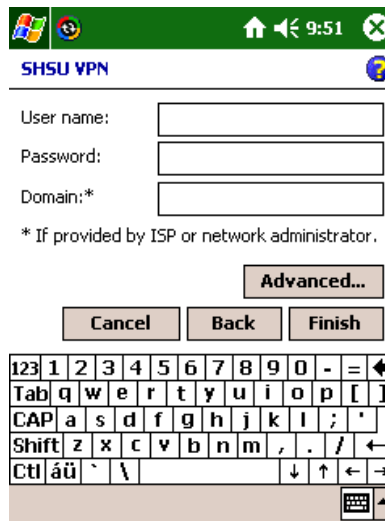 9:51
SHSU VPN
User name:
Password:
Domain:*
* If provided by ISP or network administrator.
Advanced...
Cancel Back Finish
123 1 2 3 4 5 6 7 8 9 0 - = 
Tab q w e r t y u i o p [ ]
CAP a s d f g h j k l ; '
Shift z x c v b n m , . / ←
Ctl áü ` \ ↓ ↑ ← →